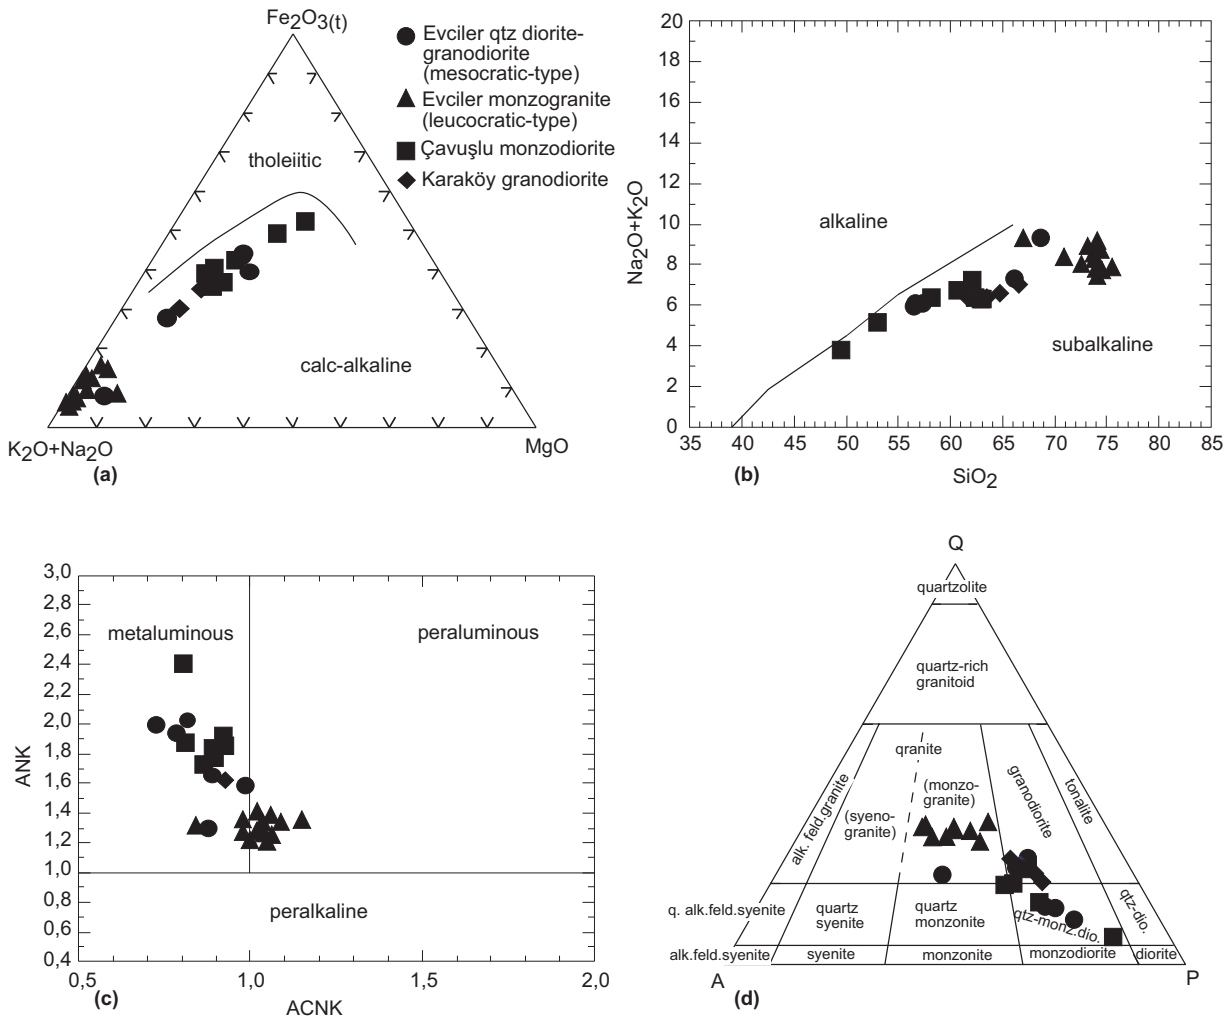 Fe2O3(t)
Evciler qtz diorite-
granodiorite
(mesocratic-type)
Evciler monzogranite
(leucocratic-type)
Çavuşlu monzodiorite
Karaköy granodiorite
tholeiitic
calc-alkaline
K2O+Na2O
MgO
(a)
20
18
16
14
12
10
8
6
4
2
0
Na2O+K2O
alkaline
subalkaline
35
40
45
50
55
60
65
70
75
80
85
(b)
SiO2
3,0
2,8
2,6
2,4
2,2
2,0
1,8
1,6
1,4
1,2
1,0
0,8
0,6
0,4
ANK
metaluminous
peraluminous
peralkaline
0,5
1,0
1,5
2,0
(c)
ACNK
Q
quartzolite
quartz-rich
granitoid
qranite
(monzo-
granite)
(syeno-
granite)
alk. feld.granite
granodiorite
tonalite
q. alk.feld.syenite
quartz
syenite
quartz
monzonite
qtz-monz.dio.
qtz-dio.
alk.feld.syenite
syenite
monzonite
monzodiorite
diorite
A
P
(d)